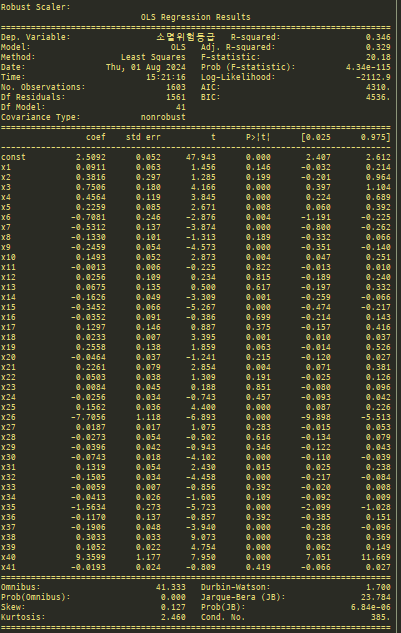 Robust Scaler:
OLS Regression Results
Dep. Variable: 소멸위험등급 R-squared: 0.346
Model: OLS Adj. R-squared: 0.329
Method: Least Squares F-statistic: 20.18
Date: Thu, 01 Aug 2024 Prob (F-statistic): 4.34e-115
Time: 15:21:16 Log-Likelihood: -2112.9
No. Observations: 1603 AIC: 4310.
Df Residuals: 1561 BIC: 4536.
Df Model: 41
Covariance Type: nonrobust
coef std err t P>|t| [0.025 0.975]
const 2.5092 0.052 47.943 0.000 2.407 2.612
x1 0.0911 0.063 1.456 0.146 -0.032 0.214
x2 0.3816 0.297 1.285 0.199 -0.201 0.964
x3 0.7506 0.180 4.166 0.000 0.397 1.104
x4 0.4564 0.119 3.845 0.000 0.224 0.689
x5 0.2259 0.085 2.671 0.008 0.060 0.392
x6 -0.7081 0.246 -2.876 0.004 -1.191 -0.225
x7 -0.5312 0.137 -3.874 0.000 -0.800 -0.262
x8 -0.1330 0.101 -1.313 0.189 -0.332 0.066
x9 -0.2459 0.054 -4.573 0.000 -0.351 -0.140
x10 0.1493 0.052 2.873 0.004 0.047 0.251
x11 -0.0013 0.006 -0.225 0.822 -0.013 0.010
x12 0.0256 0.109 0.234 0.815 -0.189 0.240
x13 0.0675 0.135 0.500 0.617 -0.197 0.332
x14 -0.1626 0.049 -3.309 0.001 -0.259 -0.066
x15 -0.3452 0.066 -5.267 0.000 -0.474 -0.217
x16 -0.0352 0.091 -0.386 0.699 -0.214 0.143
x17 0.1297 0.146 0.887 0.375 -0.157 0.416
x18 0.0233 0.007 3.395 0.001 0.010 0.037
x19 0.2558 0.138 1.859 0.063 -0.014 0.526
x20 -0.0464 0.037 -1.241 0.215 -0.120 0.027
x21 0.2261 0.079 2.854 0.004 0.071 0.381
x22 0.0503 0.038 1.309 0.191 -0.025 0.126
x23 0.0084 0.045 0.188 0.851 -0.080 0.096
x24 -0.0256 0.034 -0.743 0.457 -0.093 0.042
x25 0.1562 0.036 4.400 0.000 0.087 0.226
x26 -7.7056 1.118 -6.893 0.000 -9.898 -5.513
x27 0.0187 0.017 1.075 0.283 -0.015 0.053
x28 -0.0273 0.054 -0.502 0.616 -0.134 0.079
x29 -0.0396 0.042 -0.943 0.346 -0.122 0.043
x30 -0.0743 0.018 -4.102 0.000 -0.110 -0.039
x31 0.1319 0.054 2.430 0.015 0.025 0.238
x32 -0.1505 0.034 -4.458 0.000 -0.217 -0.084
x33 -0.0059 0.007 -0.856 0.392 -0.020 0.008
x34 -0.0413 0.026 -1.605 0.109 -0.092 0.009
x35 -1.5634 0.273 -5.723 0.000 -2.099 -1.028
x36 -0.1170 0.137 -0.857 0.392 -0.385 0.151
x37 -0.1906 0.048 -3.940 0.000 -0.286 -0.096
x38 0.3033 0.033 9.073 0.000 0.238 0.369
x39 0.1052 0.022 4.754 0.000 0.062 0.149
x40 9.3599 1.177 7.950 0.000 7.051 11.669
x41 -0.0193 0.024 -0.809 0.419 -0.066 0.027
Omnibus: 41.333 Durbin-Watson: 1.700
Prob(Omnibus): 0.000 Jarque-Bera (JB): 23.784
Skew: 0.127 Prob(JB): 6.84e-06
Kurtosis: 2.460 Cond. No. 385.